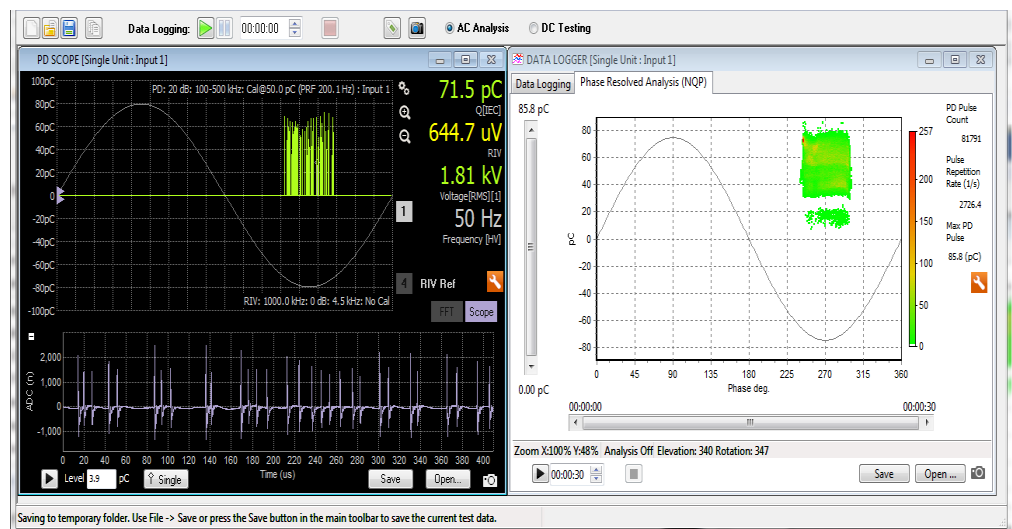 Data Logging:
00:00:00
AC Analysis
DC Testing
PD SCOPE [Single Unit : Input 1]
100pC
80pC
60pC
40pC
20pC
0
-20pC
-40pC
-60pC
-80pC
-100pC
PD: 20 dB: 100-500 kHz: Cal@50.0 pC (PRF 200.1Hz) : Input 1
RIV: 1000.0 kHz: 0 dB: 4.5 kHz: No Cal
71.5 pC
Q[IEC]
644.7 uV
RIV
1.81 kV
Voltage[RMS][1]
1
50 Hz
Frequency [HV]
4
RIV Ref
FFT
Scope
ADC (n)
2,000
1,000
0
-1,000
0 20 40 60 80 100 120 140 160 180 200 220 240 260 280 300 320 340 360 380 400
Time (us)
Level 3.9 pC
Single
Save
Open...
DATA LOGGER [Single Unit : Input 1]
Data Logging
Phase Resolved Analysis (NQP)
85.8 pC
0.00 pC
pC
80
60
40
20
0
-20
-40
-60
-80
0 45 90 135 180 225 270 315 360
Phase deg.
257
200
150
100
50
0
PD Pulse
Count
81791
Pulse
Repetition
Rate (1/s)
2726.4
Max PD
Pulse
85.8 (pC)
00:00:00
00:00:30
Zoom X:100% Y:48% Analysis Off Elevation: 340 Rotation: 347
00:00:30
Save
Open ...
Saving to temporary folder. Use File -> Save or press the Save button in the main toolbar to save the current test data.